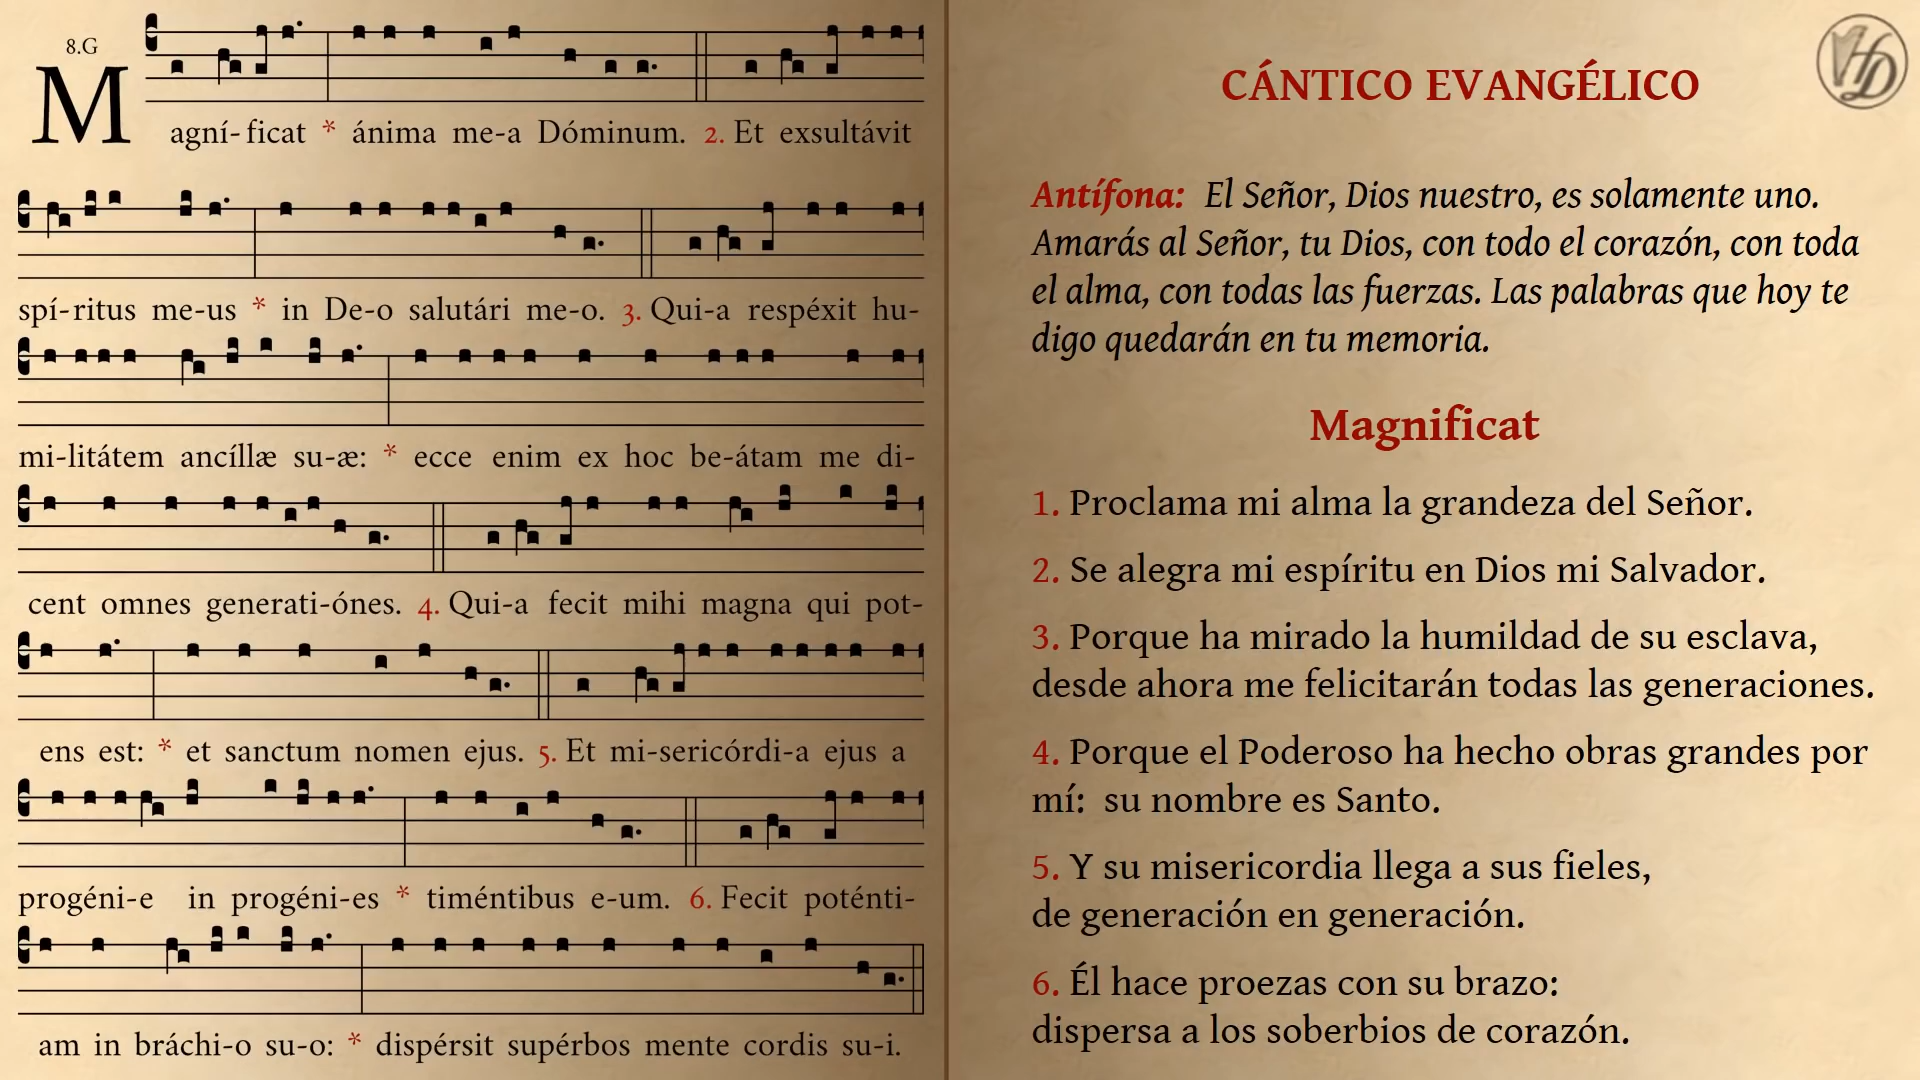 8.G
Magní-ficat * ánima me-a Dóminum. 2. Et exsultávit
spí-ritus me-us * in De-o salutári me-o. 3. Qui-a respéxit hu-
mi-litátem ancíllæ su-æ: * ecce enim ex hoc be-átam me di-
cent omnes generati-ónes. 4. Qui-a fecit mihi magna qui pot-
ens est: * et sanctum nomen ejus. 5. Et mi-sericórdi-a ejus a
progéni-e in progéni-es * timéntibus e-um. 6. Fecit poténti-
am in bráchi-o su-o: * dispérsit supérbos mente cordis su-i.
HD
CÁNTICO EVANGÉLICO
Antífona: El Señor, Dios nuestro, es solamente uno.
Amarás al Señor, tu Dios, con todo el corazón, con toda
el alma, con todas las fuerzas. Las palabras que hoy te
digo quedarán en tu memoria.
Magnificat
1. Proclama mi alma la grandeza del Señor.
2. Se alegra mi espíritu en Dios mi Salvador.
3. Porque ha mirado la humildad de su esclava,
desde ahora me felicitarán todas las generaciones.
4. Porque el Poderoso ha hecho obras grandes por
mí: su nombre es Santo.
5. Y su misericordia llega a sus fieles,
de generación en generación.
6. Él hace proezas con su brazo:
dispersa a los soberbios de corazón.